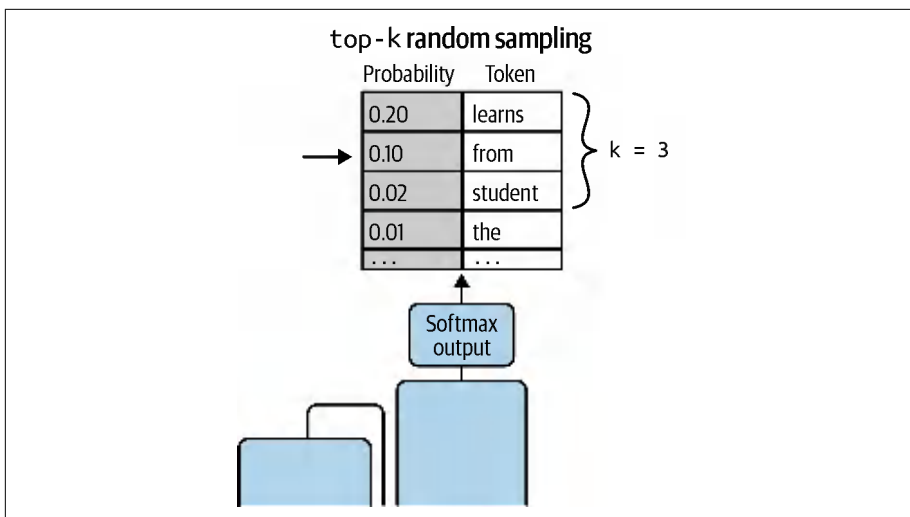 top-k random sampling
Probability Token
0.20 learns
0.10 from
k = 3
0.02 student
0.01 the
... ...
Softmax
output